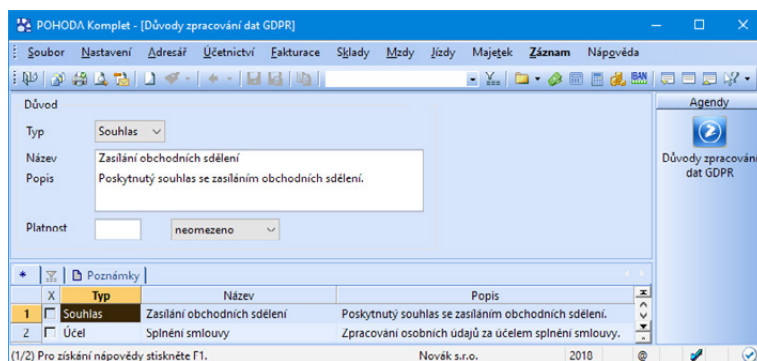 POHODA Komplet - [Důvody zpracování dat GDPR]
Soubor Nastavení Adresář Účetnictví Fakturace Sklady Mzdy Jízdy Majetek Záznam Nápověda
Důvod
Agendy
Typ Souhlas
Název Zasílání obchodních sdělení
Důvody zpracování
dat GDPR
Popis Poskytnutý souhlas se zasíláním obchodních sdělení.
Platnost neomezeno
* Poznámky
X Typ Název Popis
1 Souhlas Zasílání obchodních sdělení Poskytnutý souhlas se zasíláním obchodních sdělení.
2 Účel Splnění smlouvy Zpracování osobních údajů za účelem splnění smlouvy.
(1/2) Pro získání nápovědy stiskněte F1. Novák s.r.o. 2018 @